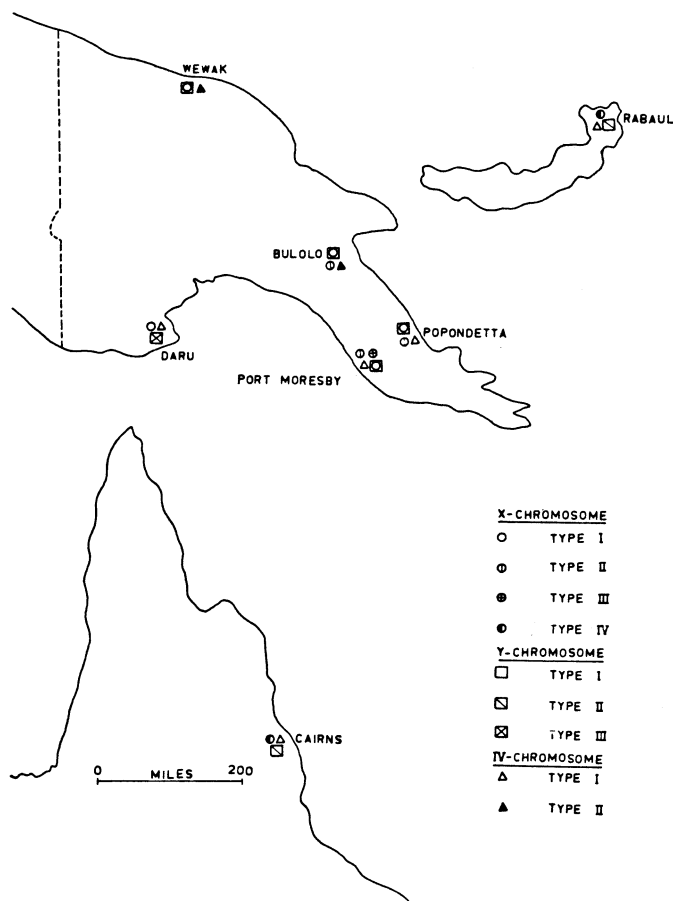 WEWAK
RABAUL
BULOLO
POPONDETTA
DARU
PORT MORESBY
X-CHROMOSOME
TYPE I
TYPE II
TYPE III
TYPE IV
Y-CHROMOSOME
TYPE I
TYPE II
TYPE III
IV-CHROMOSOME
TYPE I
TYPE II
CAIRNS
0 MILES 200